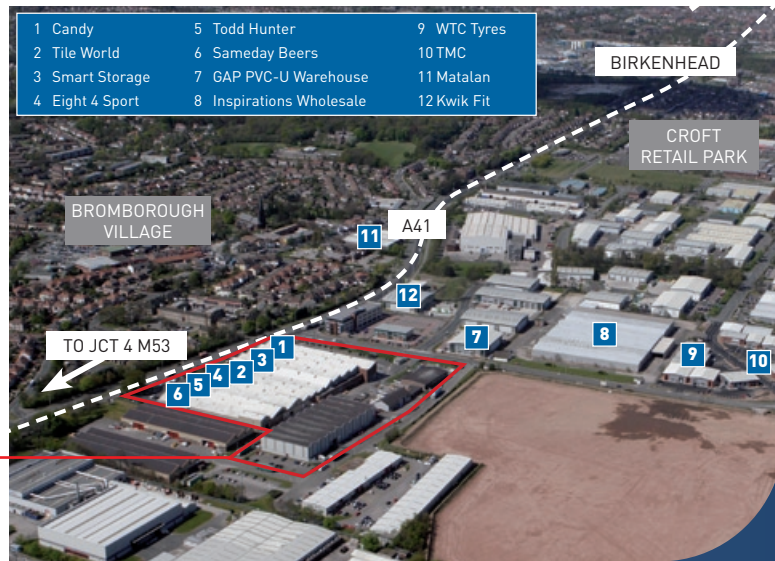 1 Candy
2 Tile World
3 Smart Storage
4 Eight 4 Sport
5 Todd Hunter
6 Sameday Beers
7 GAP PVC-U Warehouse
8 Inspirations Wholesale
9 WTC Tyres
10 TMC
11 Matalan
12 Kwik Fit
BIRKENHEAD
CROFT
RETAIL PARK
BROMBOROUGH
VILLAGE
11
A41
12
TO JCT 4 M53
1
2
3
4
5
6
7
8
9
10